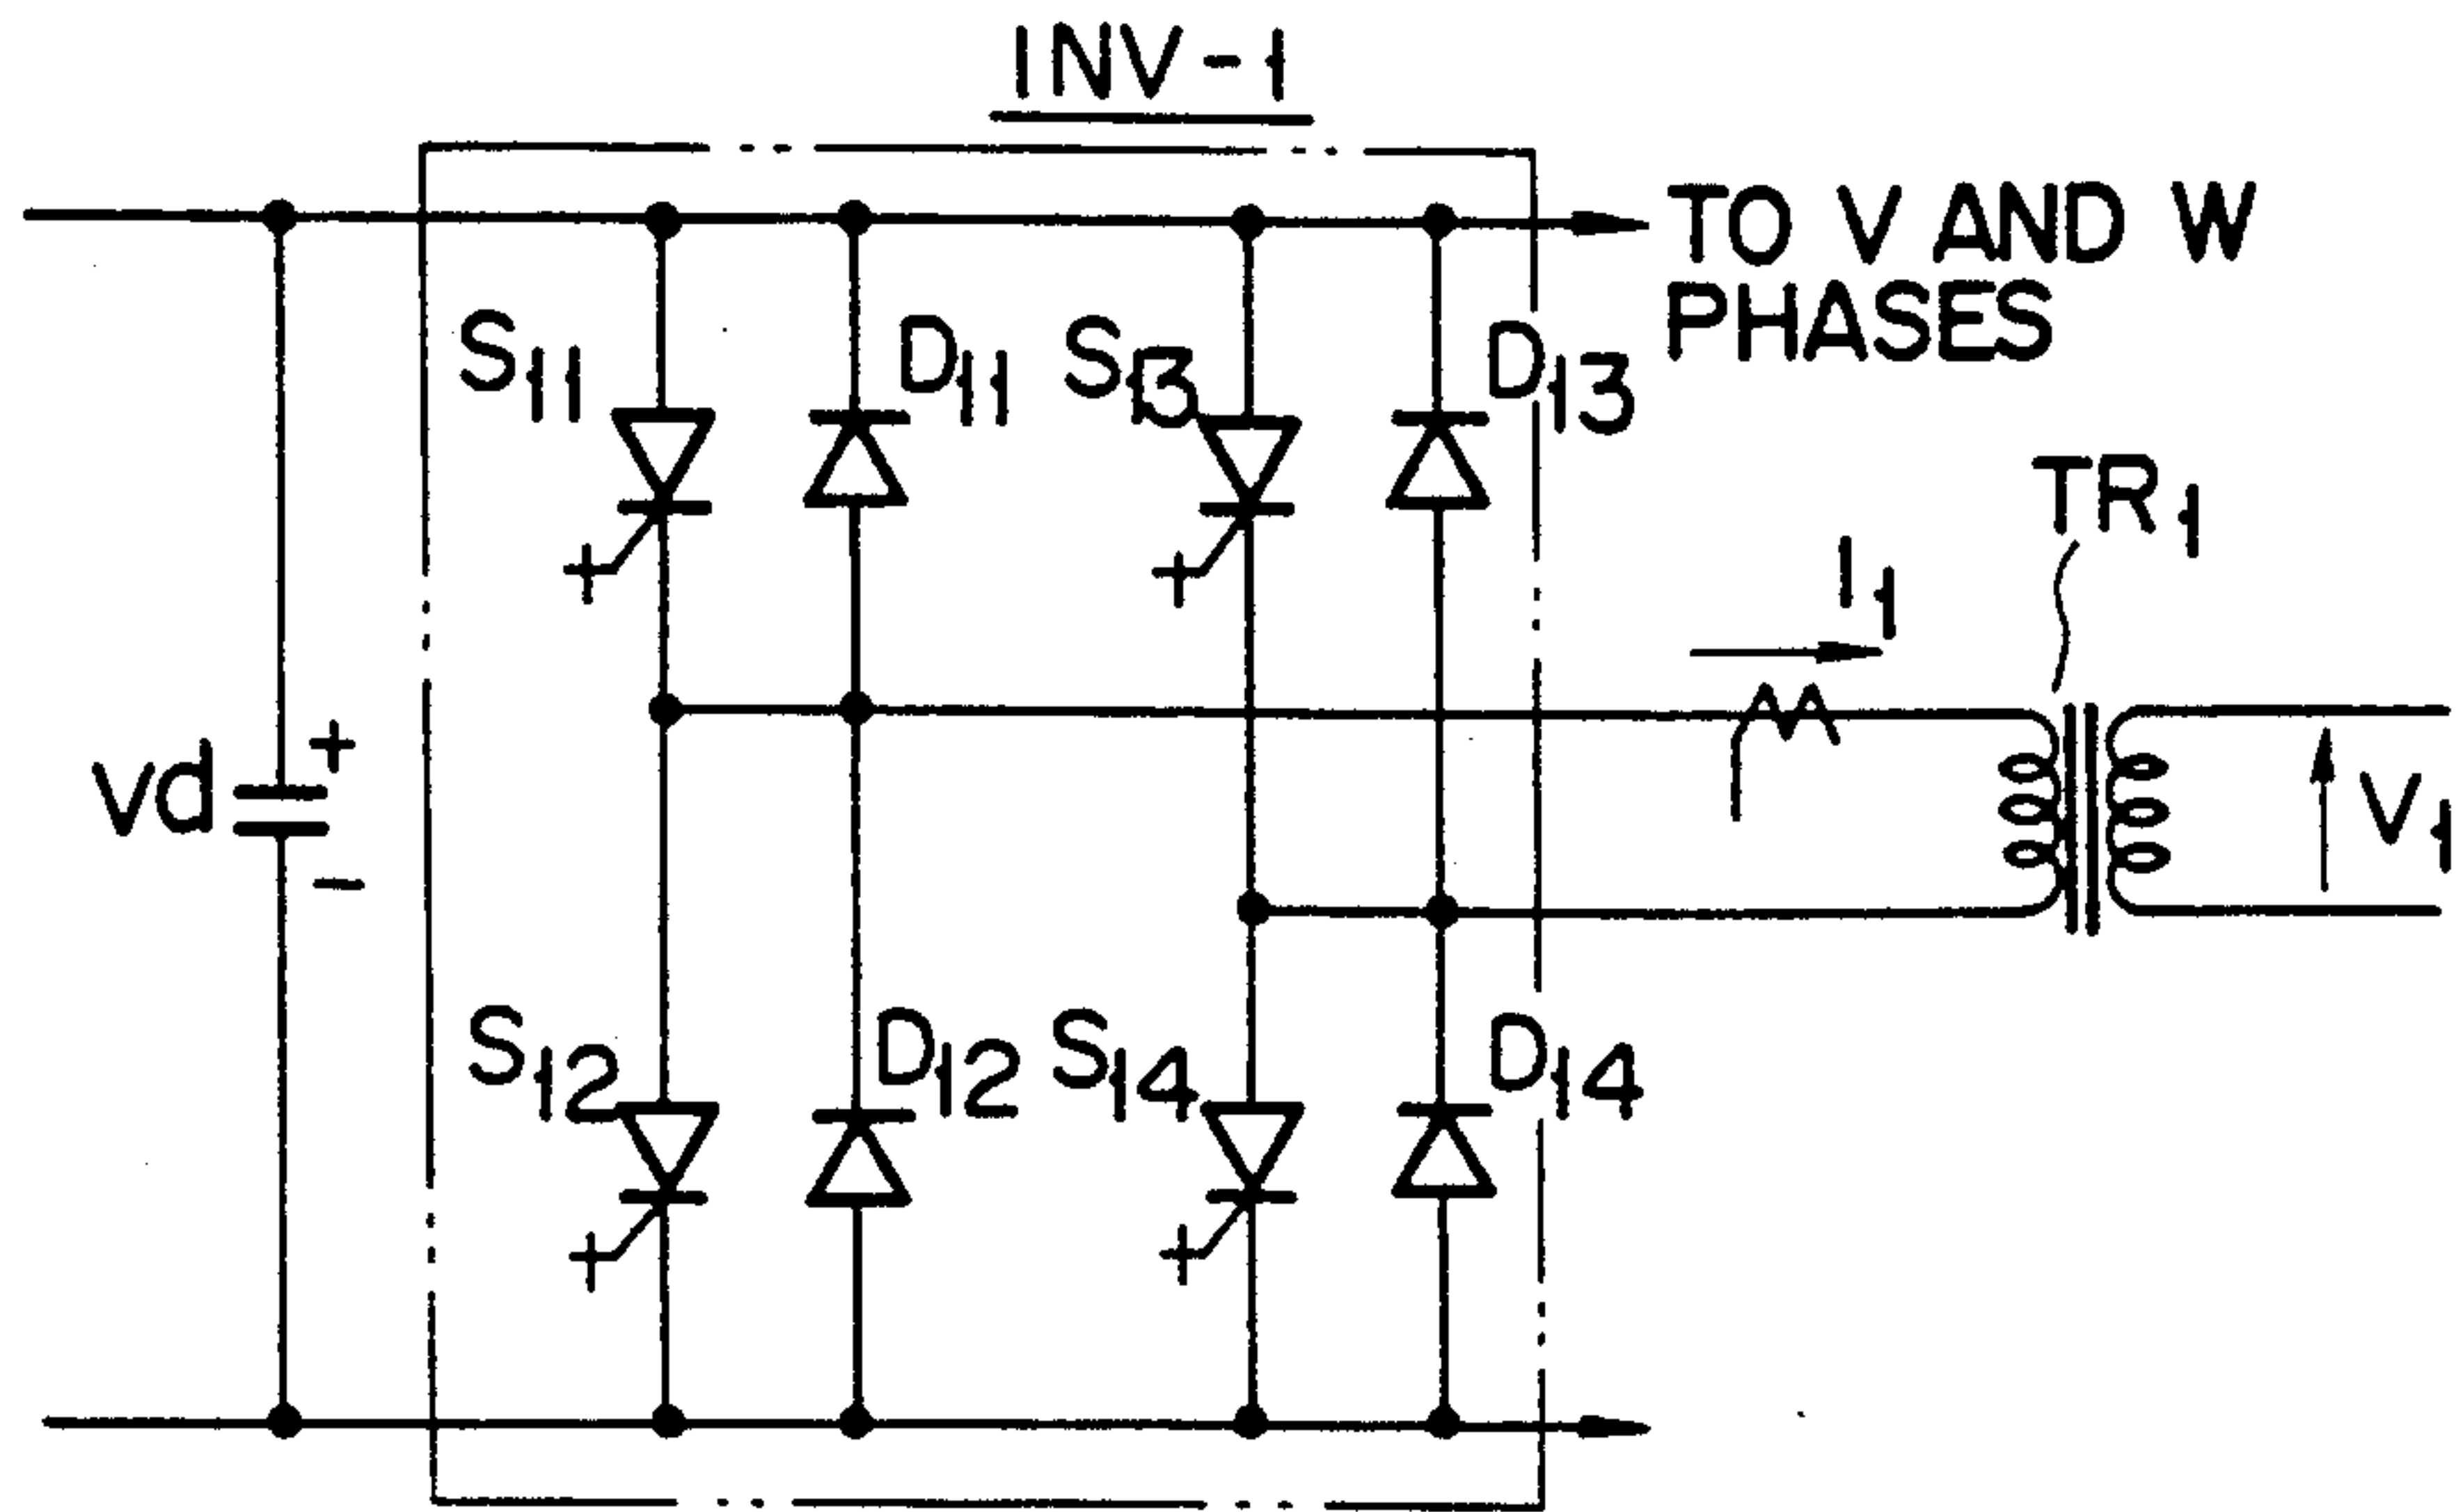 INV-1
TO V AND W
PHASES
S11
D11
S13
D13
TR1
I1
+
Vd
-
V1
S12
D12
S14
D14